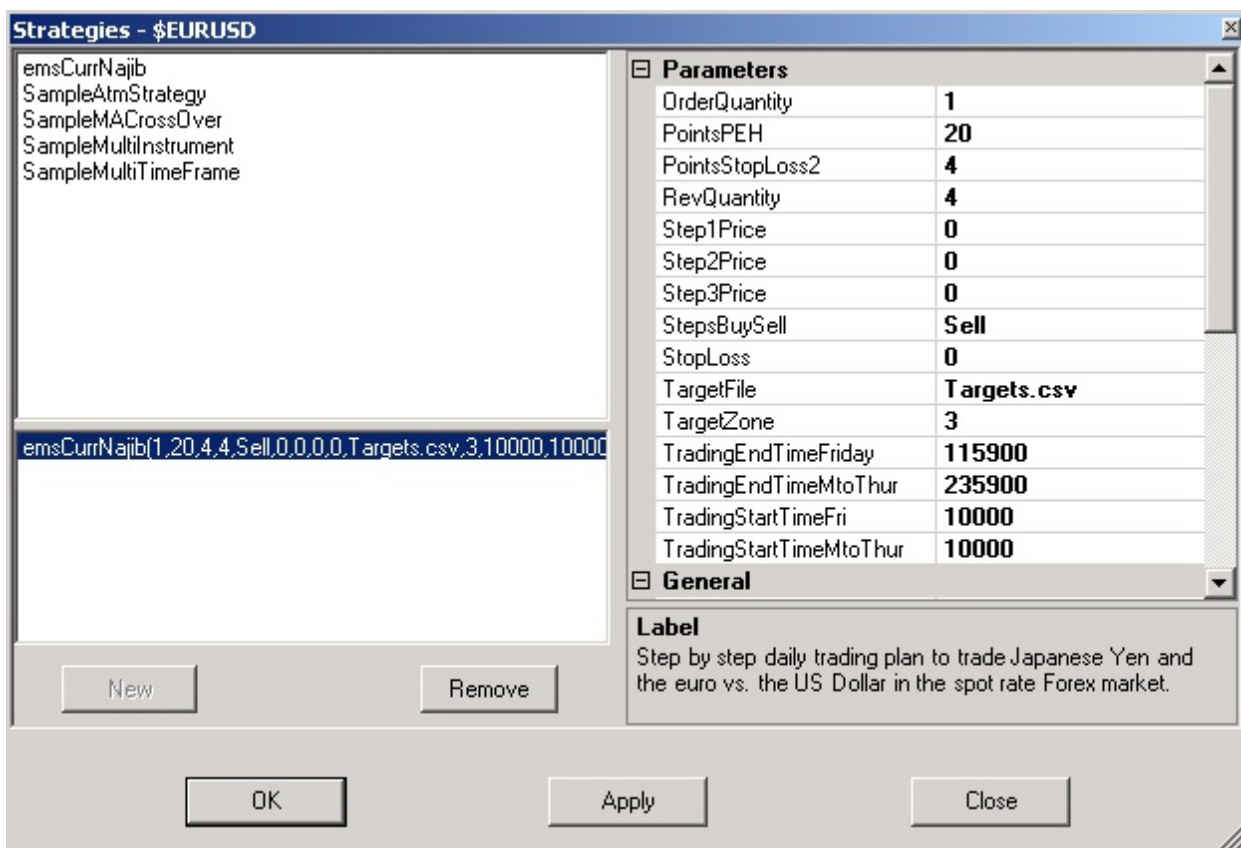 Strategies - $EURUSD
emsCurrNajib
SampleAtmStrategy
SampleMACrossOver
SampleMultiInstrument
SampleMultiTimeFrame
emsCurrNajib(1,20,4,4,Sell,0,0,0,0,Targets.csv,3,10000,10000
New
Remove
Parameters
OrderQuantity 1
PointsPEH 20
PointsStopLoss2 4
RevQuantity 4
Step1Price 0
Step2Price 0
Step3Price 0
StepsBuySell Sell
StopLoss 0
TargetFile Targets.csv
TargetZone 3
TradingEndTimeFriday 115900
TradingEndTimeMtoThur 235900
TradingStartTimeFri 10000
TradingStartTimeMtoThur 10000
General
Label
Step by step daily trading plan to trade Japanese Yen and
the euro vs. the US Dollar in the spot rate Forex market.
OK
Apply
Close